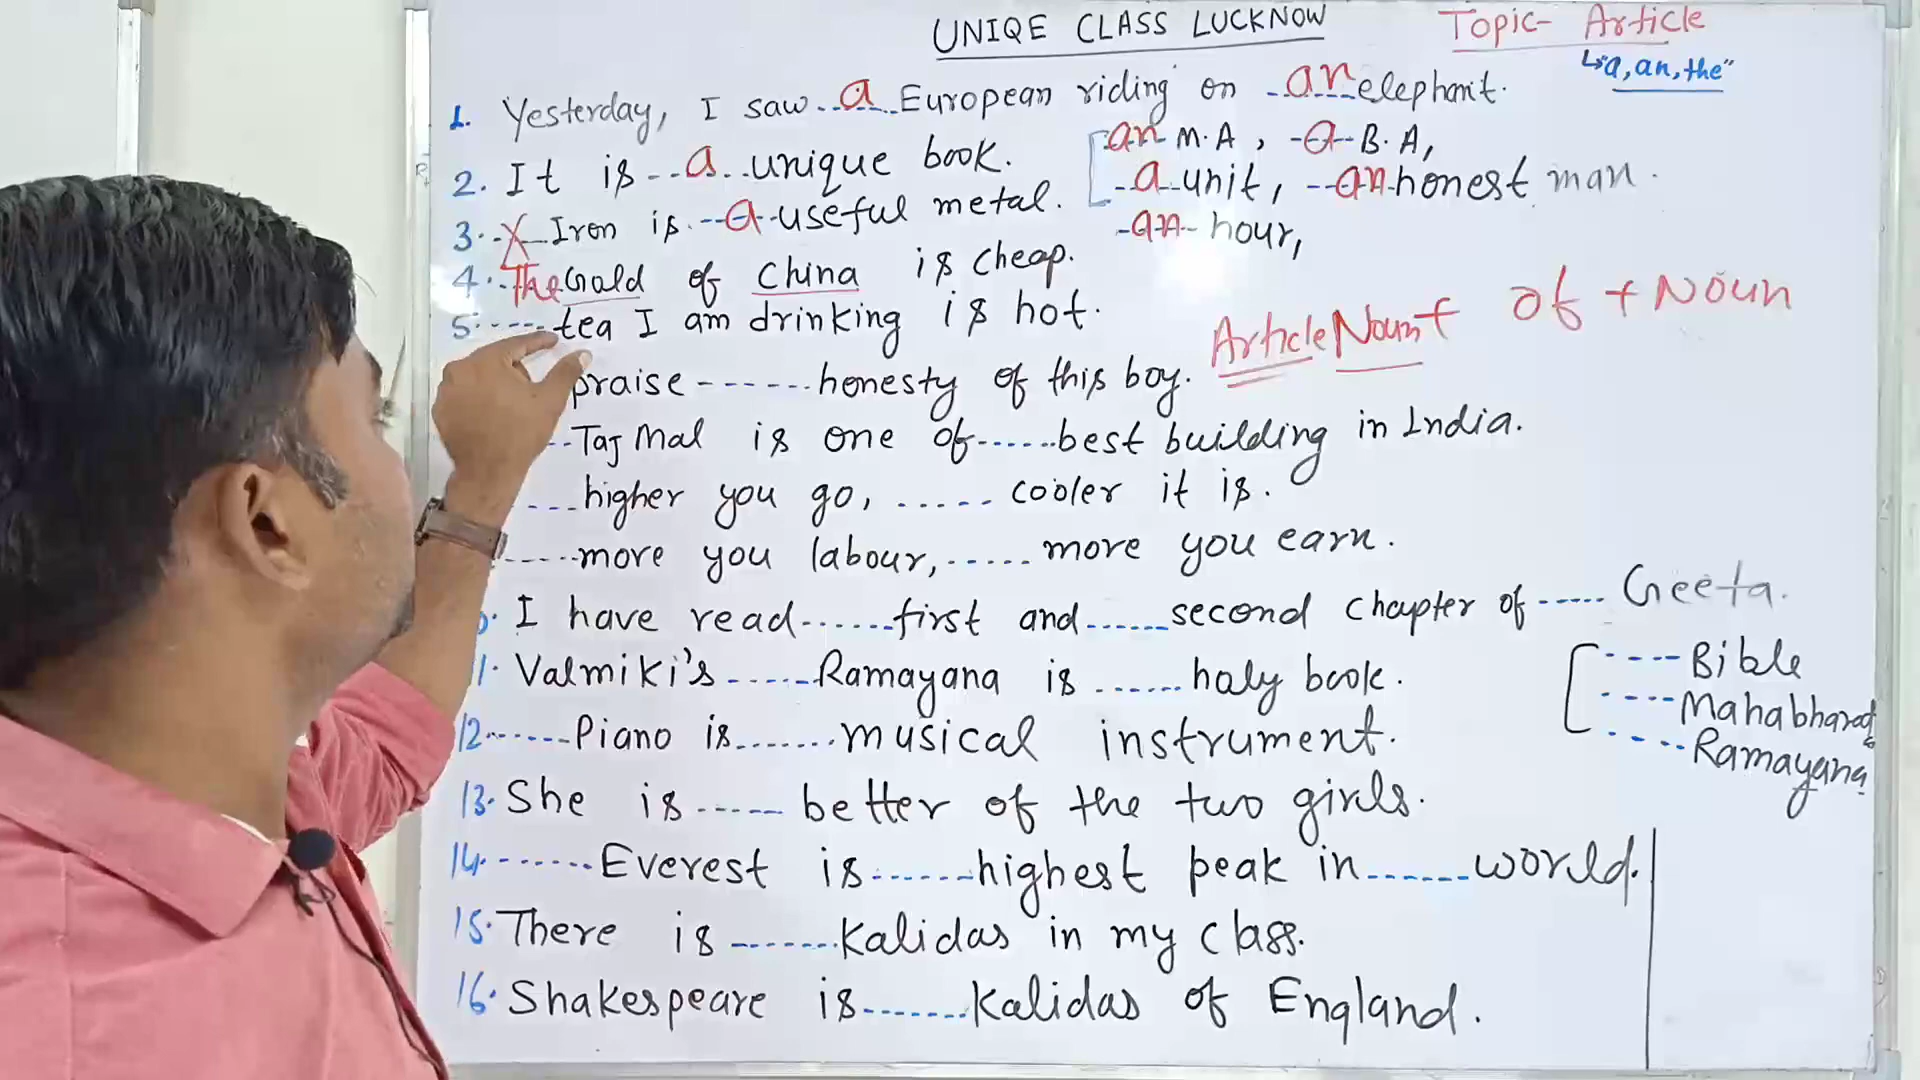 UNIQE CLASS LUCKNOW
Topic- Article
↳"a, an, the"
1. Yesterday, I saw..a...European riding on -an--elephant.
2. It is --a..unique book.
-an- M.A, -a--B.A,
--a--unit, --an-honest man.
-an- hour,
3.-X-Iron is.--a--useful metal.
4.--The Gold of China is cheap.
5.----tea I am drinking is hot.
Article Noun + of + Noun
praise ------honesty of this boy.
--Taj Mal is one of------best building in India.
---higher you go, ----- cooler it is.
-----more you labour,----- more you earn.
I have read------first and------second chapter of ----- Geeta.
1. Valmiki's -----Ramayana is ------ holy book.
----Bible
----Mahabharat
----Ramayana
12.------Piano is-------musical instrument.
13. She is ----- better of the two girls.
14.-------Everest is------highest peak in------world.
15. There is -------Kalidas in my class.
16. Shakespeare is-------Kalidas of England.